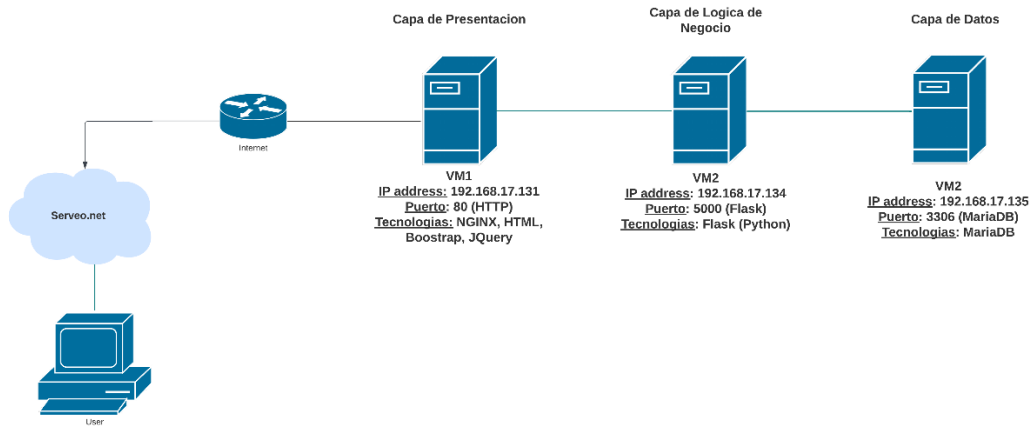 Capa de Presentacion
Capa de Logica de
Negocio
Capa de Datos
Internet
Serveo.net
User
VM1
IP address: 192.168.17.131
Puerto: 80 (HTTP)
Tecnologias: NGINX, HTML,
Boostrap, JQuery
VM2
IP address: 192.168.17.134
Puerto: 5000 (Flask)
Tecnologias: Flask (Python)
VM2
IP address: 192.168.17.135
Puerto: 3306 (MariaDB)
Tecnologias: MariaDB